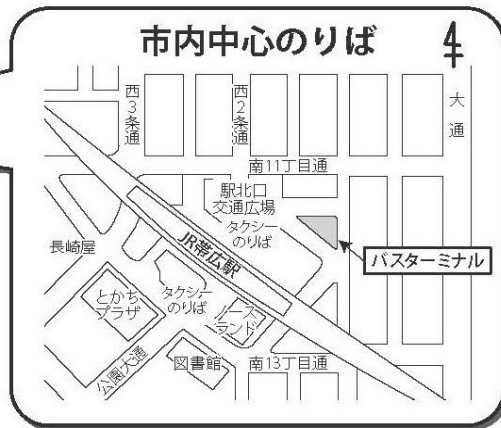 市内中心のりば
西3条通
西2条通
大通
南11丁目通
駅北口
交通広場
タクシー
のりば
JR帯広駅
バスターミナル
長崎屋
とかち
プラザ
タクシー
のりば
ノース
ランド
公園大通
図書館
南13丁目通